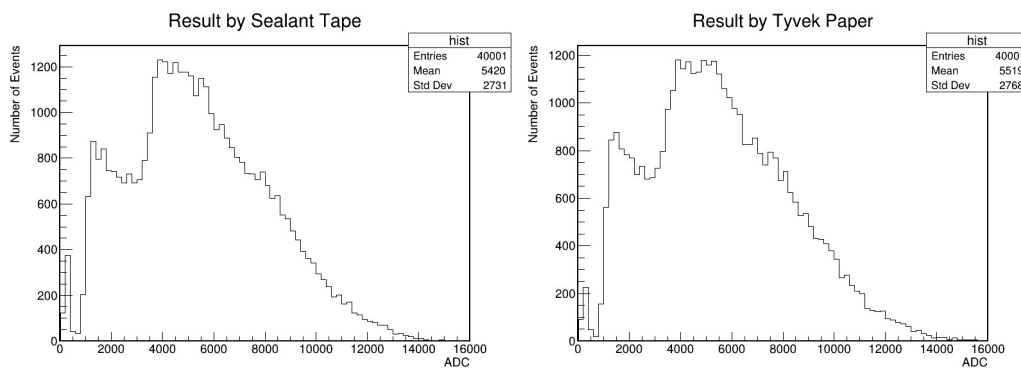 Result by Sealant Tape
hist
Entries 40001
Mean 5420
Std Dev 2731
Number of Events
1200
1000
800
600
400
200
0
0 2000 4000 6000 8000 10000 12000 14000 16000
ADC
Result by Tyvek Paper
hist
Entries 4000
Mean 5519
Std Dev 2768
Number of Events
1200
1000
800
600
400
200
0
0 2000 4000 6000 8000 10000 12000 14000 16000
ADC